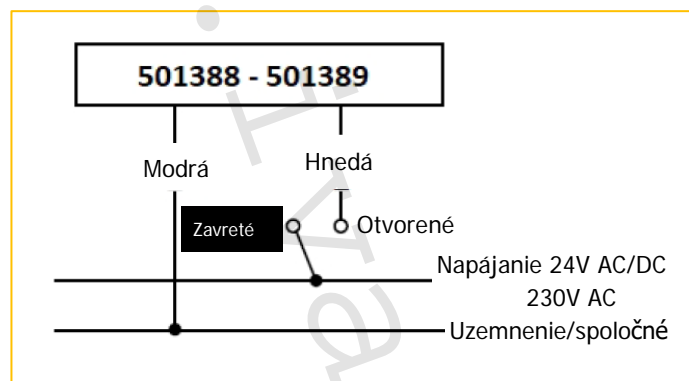 501388 - 501389
Modrá
Hnedá
Zavreté
Otvorené
Napájanie 24V AC/DC
230V AC
Uzemnenie/spoločné